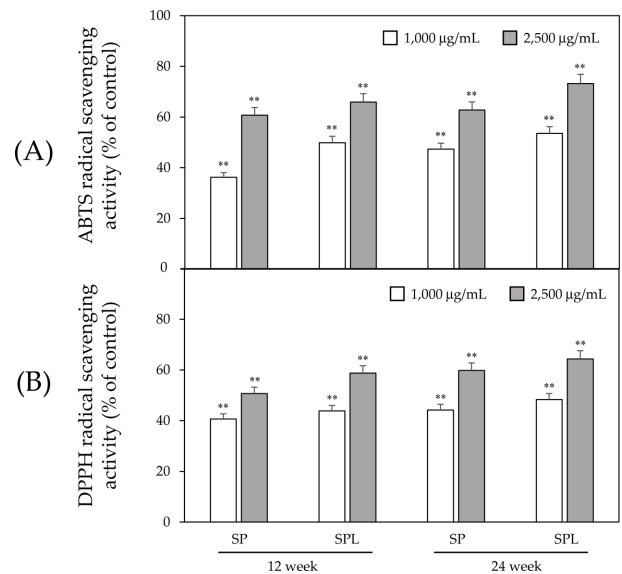 (A)
ABTS radical scavenging
activity (% of control)
100
80
60
40
20
0
1,000 µg/mL
2,500 µg/mL
**
**
**
**
**
**
**
**
(B)
DPPH radical scavenging
activity (% of control)
80
60
40
20
0
1,000 µg/mL
2,500 µg/mL
**
**
**
**
**
**
**
**
SP
SPL
SP
SPL
12 week
24 week